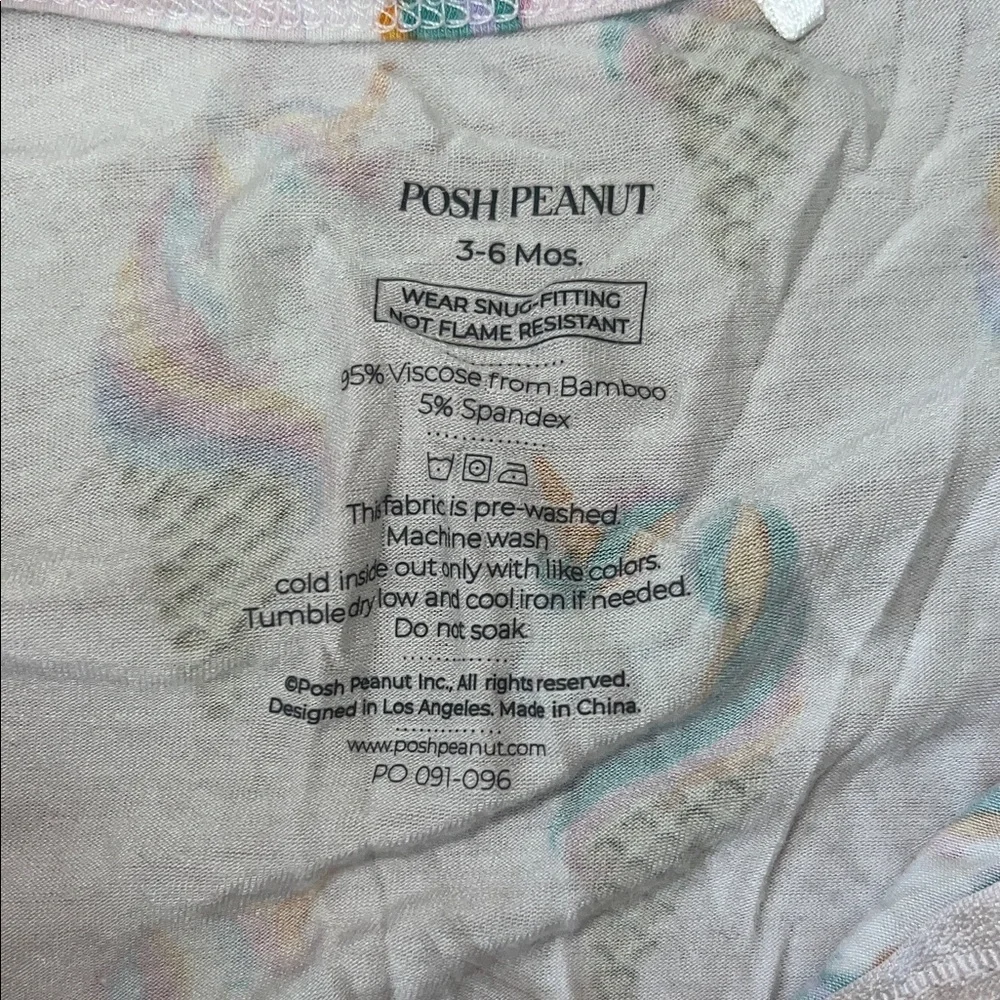 POSH PEANUT
3-6 Mos.
WEAR SNUG-FITTING
NOT FLAME RESISTANT
95% Viscose from Bamboo
5% Spandex
This fabric is pre-washed.
Machine wash
cold inside out only with like colors.
Tumble dry low and cool iron if needed.
Do not soak.
©Posh Peanut Inc., All rights reserved.
Designed in Los Angeles. Made in China.
www.poshpeanut.com
PO 091-096